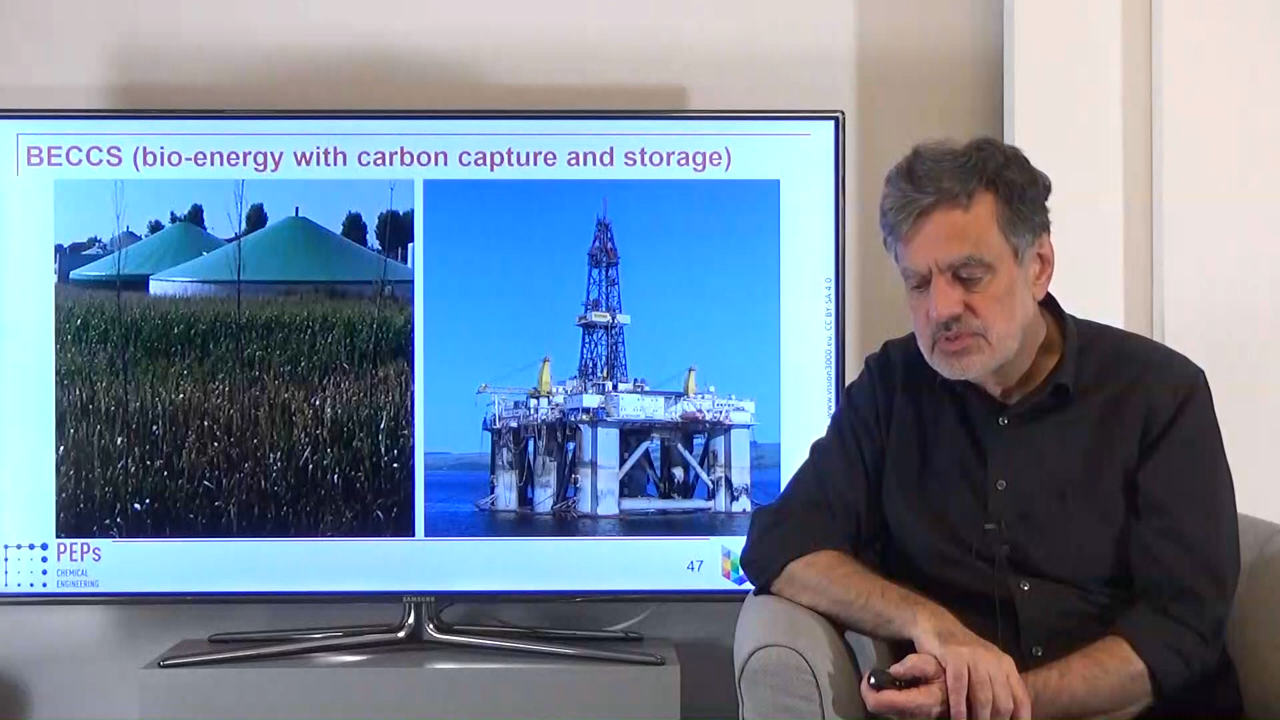 BECCS (bio-energy with carbon capture and storage)
www.vision3000.eu, CC BY SA 4.0
PEPs
CHEMICAL
ENGINEERING
47
SAMSUNG